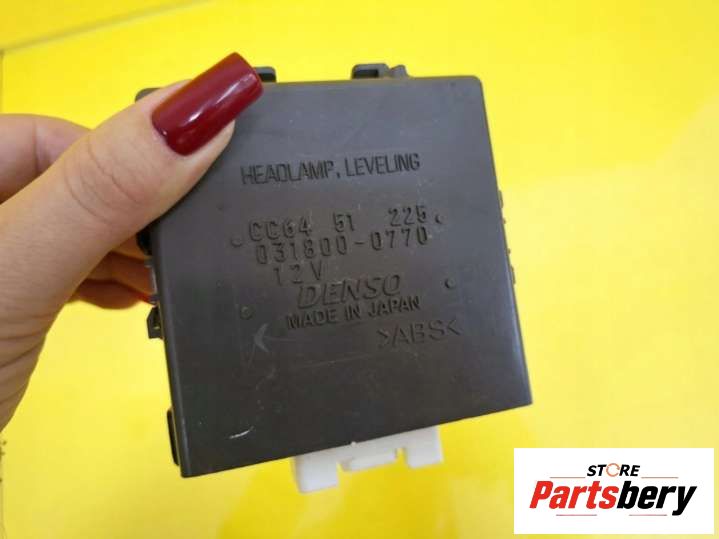 HEADLAMP, LEVELING
CC64 51 225
031800-0770
12V
DENSO
MADE IN JAPAN
>ABS<
STORE
Partsbery